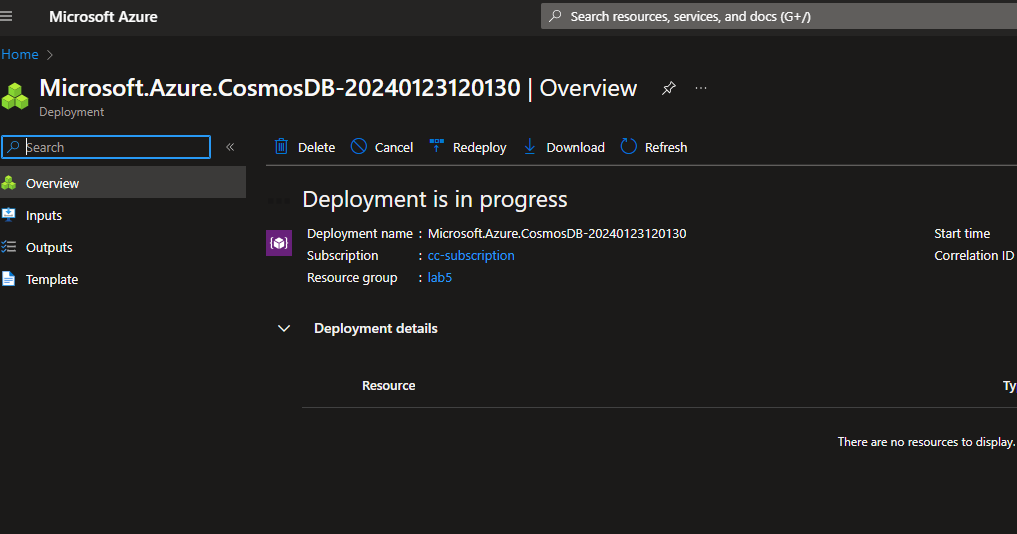 Microsoft Azure
Search resources, services, and docs (G+/)
Home
Microsoft.Azure.CosmosDB-20240123120130 | Overview
Deployment
Search
Delete Cancel Redeploy Download Refresh
Overview
Inputs
Outputs
Template
Deployment is in progress
Deployment name : Microsoft.Azure.CosmosDB-20240123120130 Start time
Subscription : cc-subscription Correlation ID
Resource group : lab5
Deployment details
Resource Ty
There are no resources to display.